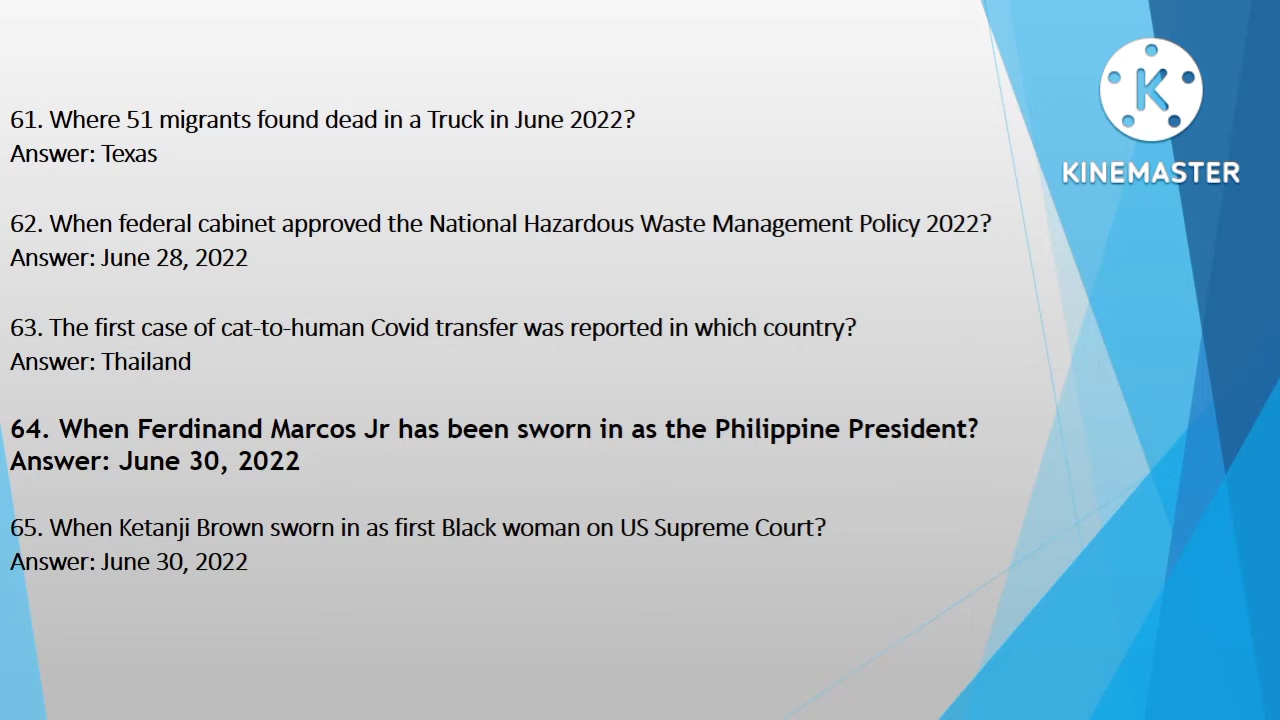 61. Where 51 migrants found dead in a Truck in June 2022?
Answer: Texas
62. When federal cabinet approved the National Hazardous Waste Management Policy 2022?
Answer: June 28, 2022
63. The first case of cat-to-human Covid transfer was reported in which country?
Answer: Thailand
64. When Ferdinand Marcos Jr has been sworn in as the Philippine President?
Answer: June 30, 2022
65. When Ketanji Brown sworn in as first Black woman on US Supreme Court?
Answer: June 30, 2022
K
KINEMASTER